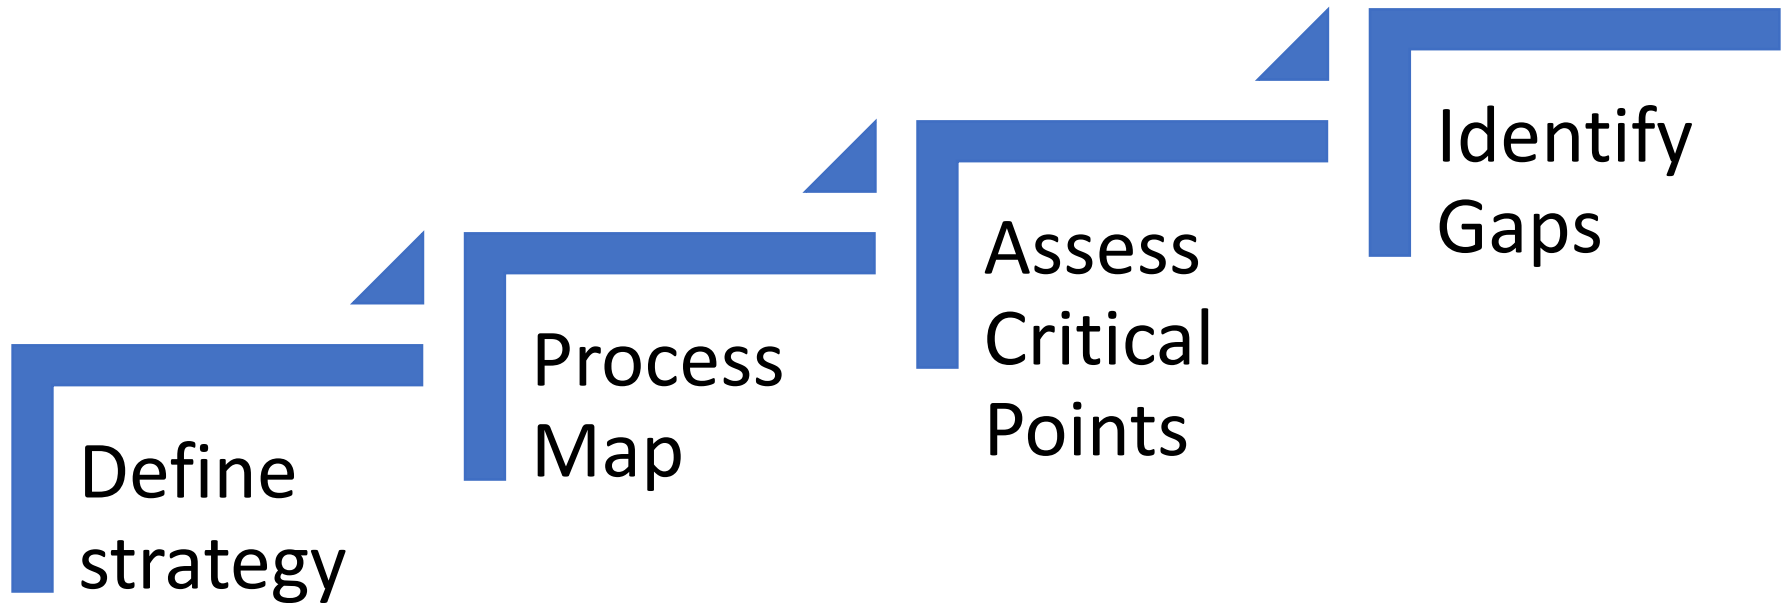 Define
strategy
Process
Map
Assess
Critical
Points
Identify
Gaps